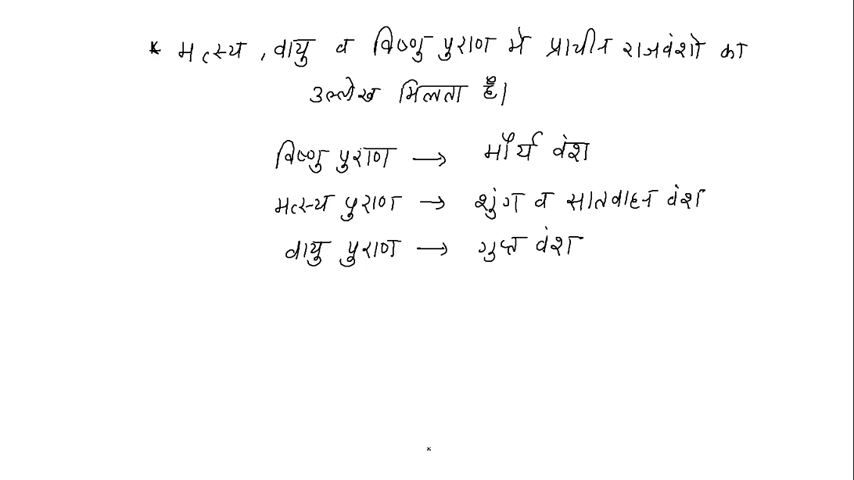 * मत्स्य , वायु व विष्णु पुराण में प्राचीन राजवंशो का
उल्लेख मिलता है।
विष्णु पुराण → मौर्य वंश
मत्स्य पुराण → शुंग व सातवाहन वंश
वायु पुराण → गुप्त वंश